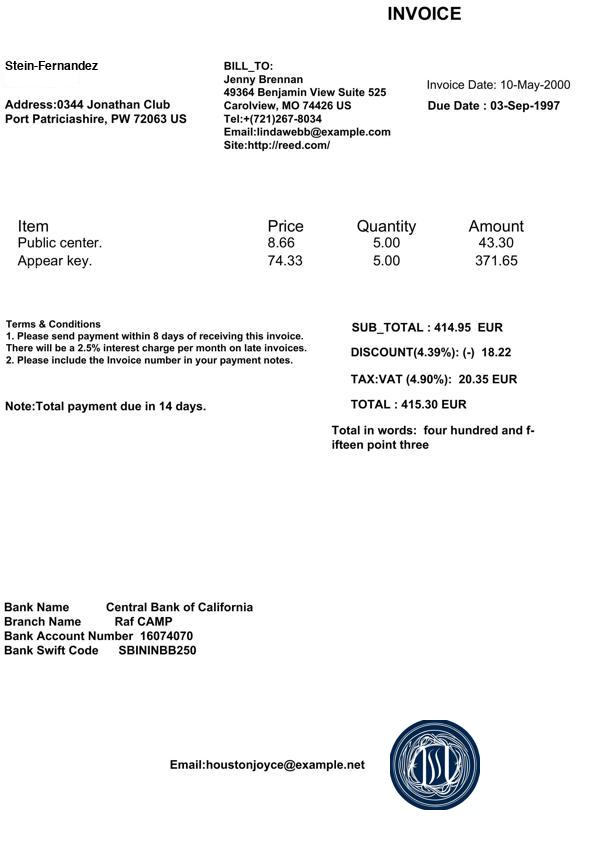 INVOICE
Stein-Fernandez
Address:0344 Jonathan Club
Port Patriciashire, PW 72063 US
BILL_TO:
Jenny Brennan
49364 Benjamin View Suite 525
Carolview, MO 74426 US
Tel:+(721)267-8034
Email:lindawebb@example.com
Site:http://reed.com/
Invoice Date: 10-May-2000
Due Date : 03-Sep-1997
Item Price Quantity Amount
Public center. 8.66 5.00 43.30
Appear key. 74.33 5.00 371.65
Terms & Conditions
1. Please send payment within 8 days of receiving this invoice.
There will be a 2.5% interest charge per month on late invoices.
2. Please include the Invoice number in your payment notes.
Note:Total payment due in 14 days.
SUB_TOTAL : 414.95 EUR
DISCOUNT(4.39%): (-) 18.22
TAX:VAT (4.90%): 20.35 EUR
TOTAL : 415.30 EUR
Total in words: four hundred and f-
ifteen point three
Bank Name Central Bank of California
Branch Name Raf CAMP
Bank Account Number 16074070
Bank Swift Code SBININBB250
Email:houstonjoyce@example.net